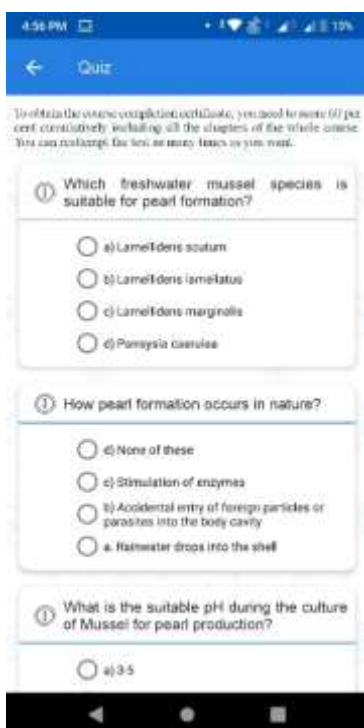 4:56 PM
15%
Quiz
To obtain the course completion certificate, you need to score 60 per
cent cumulatively including all the chapters of the whole course
You can reattempt the test as many times as you want.
Which freshwater mussel species is
suitable for pearl formation?
a) Lamellidens scutum
b) Lamellidens lamellatus
c) Lamellidens marginalis
d) Parreysia caerulea
How pearl formation occurs in nature?
d) None of these
c) Stimulation of enzymes
b) Accidental entry of foreign particles or
parasites into the body cavity
a. Rainwater drops into the shell
What is the suitable pH during the culture
of Mussel for pearl production?
a) 3-5